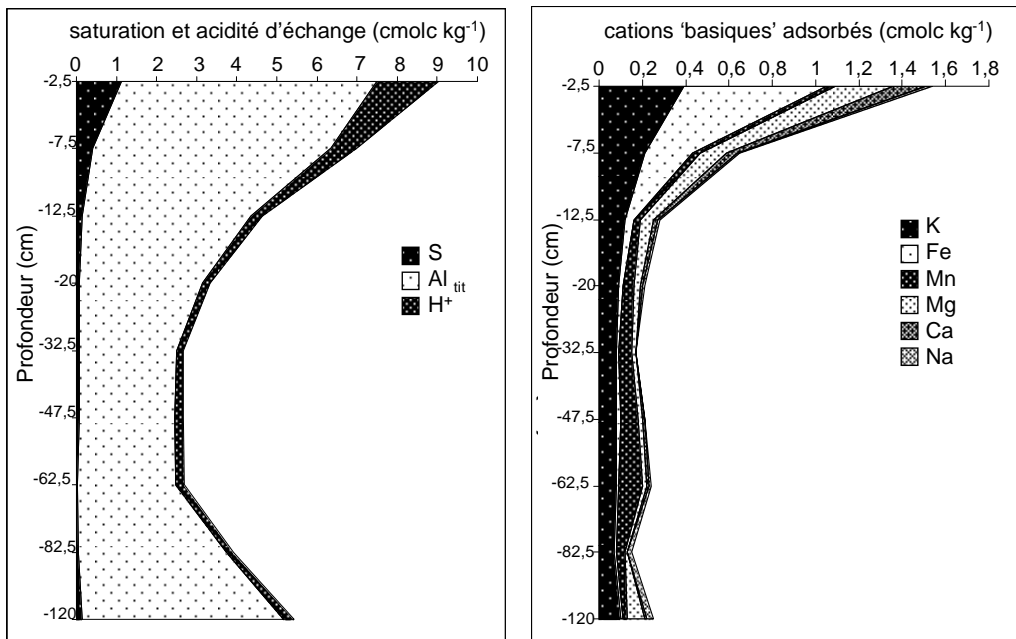 saturation et acidité d'échange (cmolc kg-1)
0 1 2 3 4 5 6 7 8 9 10
-2,5
-7,5
-12,5
-20
-32,5
-47,5
-62,5
-82,5
-120
Profondeur (cm)
S
Al tit
H+
cations 'basiques' adsorbés (cmolc kg-1)
0 0,2 0,4 0,6 0,8 1 1,2 1,4 1,6 1,8
-2,5
-7,5
-12,5
-20
-32,5
-47,5
-62,5
-82,5
-120
Profondeur (cm)
K
Fe
Mn
Mg
Ca
Na